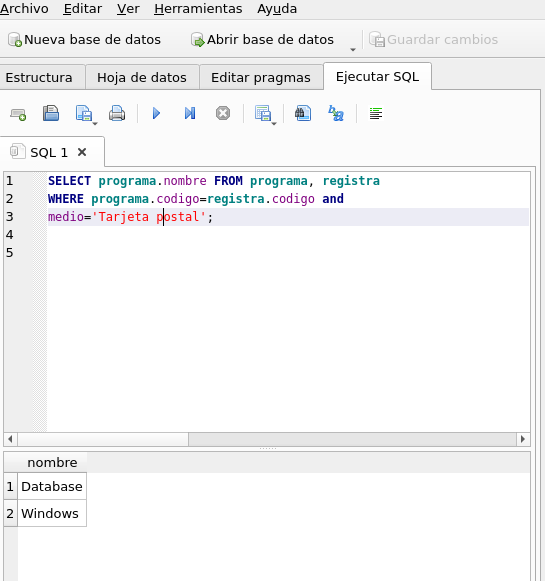 Archivo Editar Ver Herramientas Ayuda
Nueva base de datos Abrir base de datos Guardar cambios
Estructura Hoja de datos Editar pragmas Ejecutar SQL
SQL 1
1 SELECT programa.nombre FROM programa, registra
2 WHERE programa.codigo=registra.codigo and
3 medio='Tarjeta postal';
4
5
nombre
1 Database
2 Windows